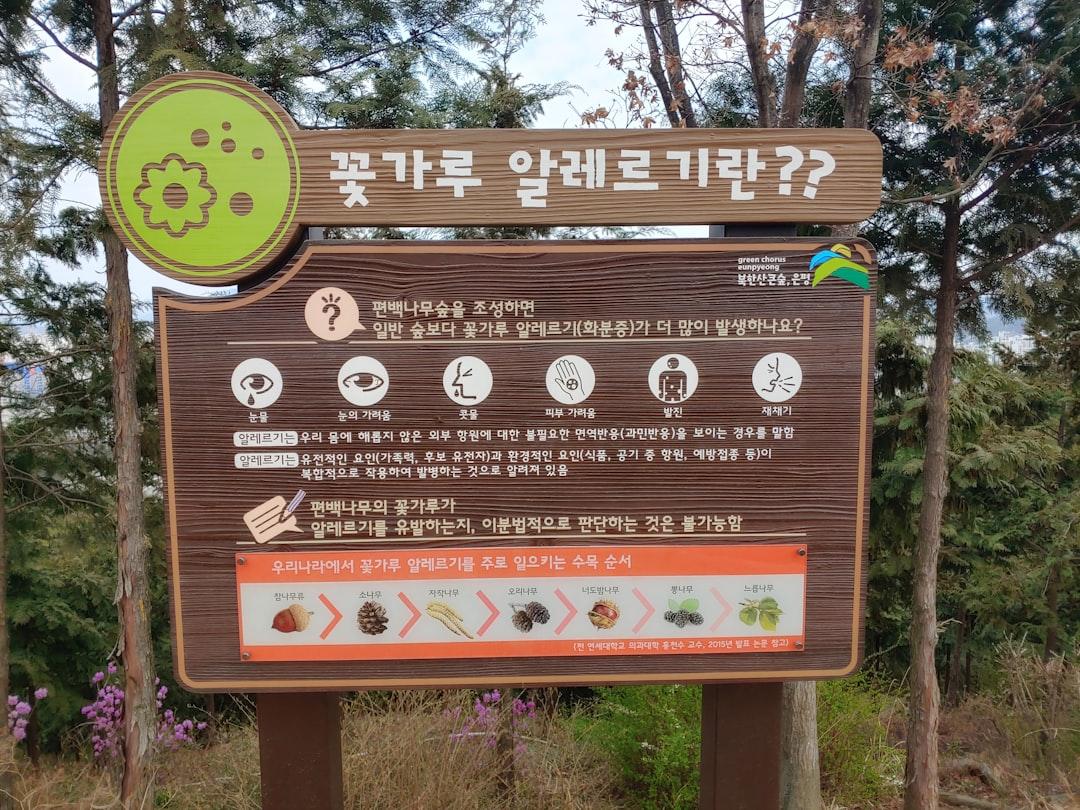 꽃가루 알레르기란??
green chorus
eunpyeong
북한산큰숲, 은평
편백나무숲을 조성하면
일반 숲보다 꽃가루 알레르기(화분증)가 더 많이 발생하나요?
눈물
눈의 가려움
콧물
피부 가려움
발진
재채기
알레르기는 우리 몸에 해롭지 않은 외부 항원에 대한 불필요한 면역반응(과민반응)을 보이는 경우를 말함
알레르기는 유전적인 요인(가족력, 후보 유전자)과 환경적인 요인(식품, 공기 중 항원, 예방접종 등)이
복합적으로 작용하여 발병하는 것으로 알려져 있음
편백나무의 꽃가루가
알레르기를 유발하는지, 이분법적으로 판단하는 것은 불가능함
우리나라에서 꽃가루 알레르기를 주로 일으키는 수목 순서
참나무류
소나무
자작나무
오리나무
너도밤나무
뽕나무
느릅나무
(전 연세대학교 의과대학 홍천수 교수, 2015년 발표 논문 참고)